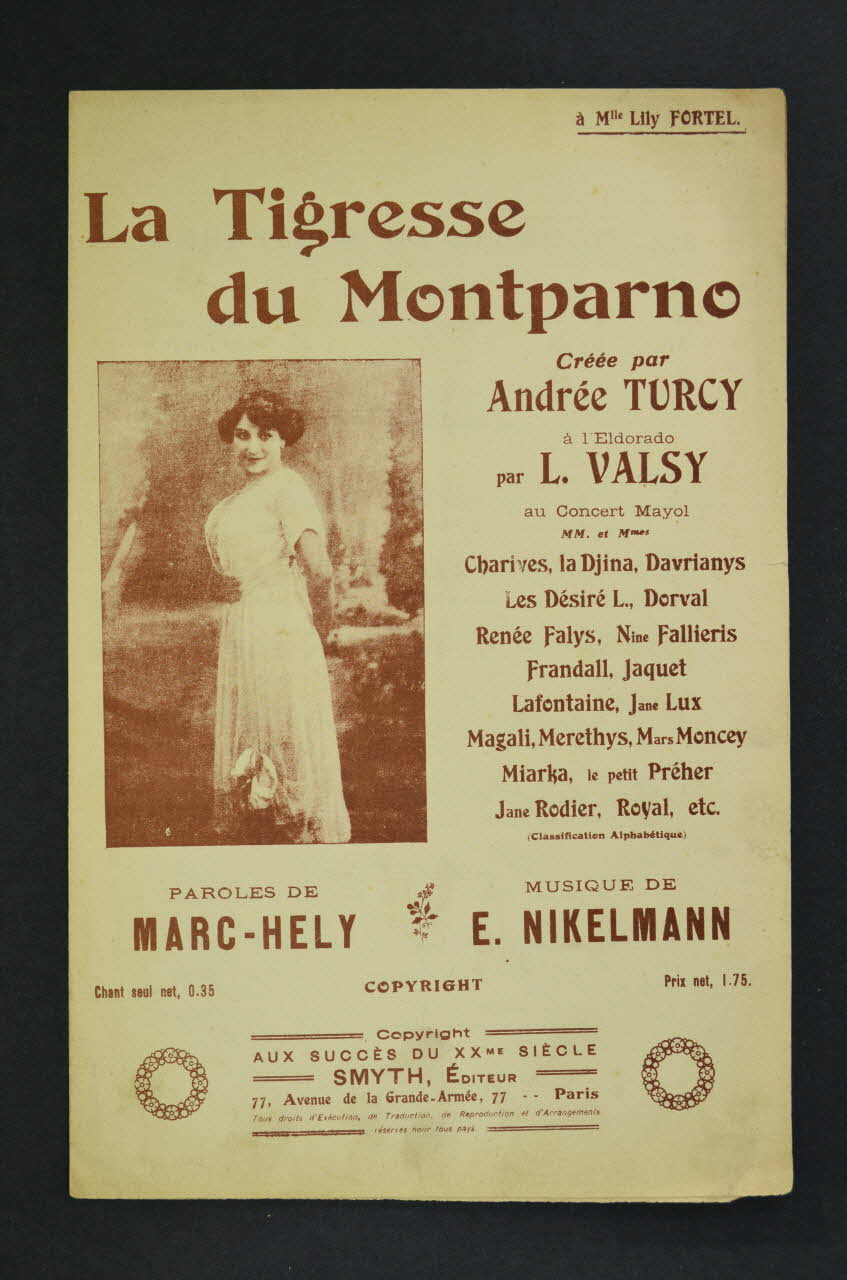 à Mlle Lily FORTEL.
La Tigresse
du Montparno
Créée par
Andrée TURCY
à l'Eldorado
par L. VALSY
au Concert Mayol
MM. et Mmes
Charives, la Djina, Davrianys
Les Désiré L., Dorval
Renée Falys, Nine Fallieris
Frandall, Jaquet
Lafontaine, Jane Lux
Magali, Merethys, Mars Moncey
Miarka, le petit Préher
Jane Rodier, Royal, etc.
(Classification Alphabétique)
PAROLES DE
MARC-HELY
MUSIQUE DE
E. NIKELMANN
Chant seul net, 0.35
COPYRIGHT
Prix net, 1.75.
Copyright
AUX SUCCÈS DU XXME SIÈCLE
SMYTH, ÉDITEUR
77, Avenue de la Grande-Armée, 77 -- Paris
Tous droits d'Exécution, de Traduction, de Reproduction et d'Arrangements
réservés pour tous pays.